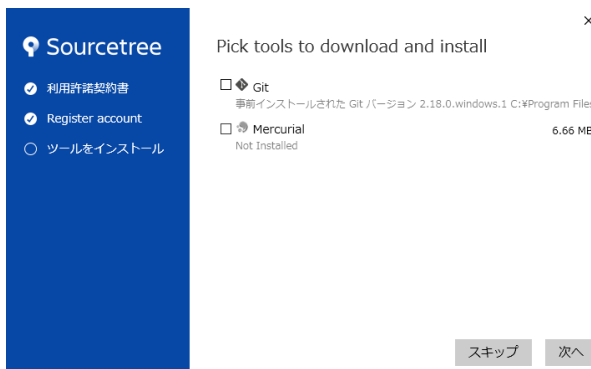 Sourcetree
利用許諾契約書
Register account
ツールをインストール
Pick tools to download and install
Git
事前インストールされた Git バージョン 2.18.0.windows.1 C:¥Program Files
Mercurial
6.66 MB
Not Installed
スキップ
次へ